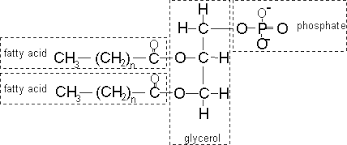 H O⁻
H-C-O-P-O phosphate
fatty acid O O⁻
CH₃-(CH₂)n-C-O-C-H
fatty acid O
CH₃-(CH₂)n-C-O-C-H
H
glycerol